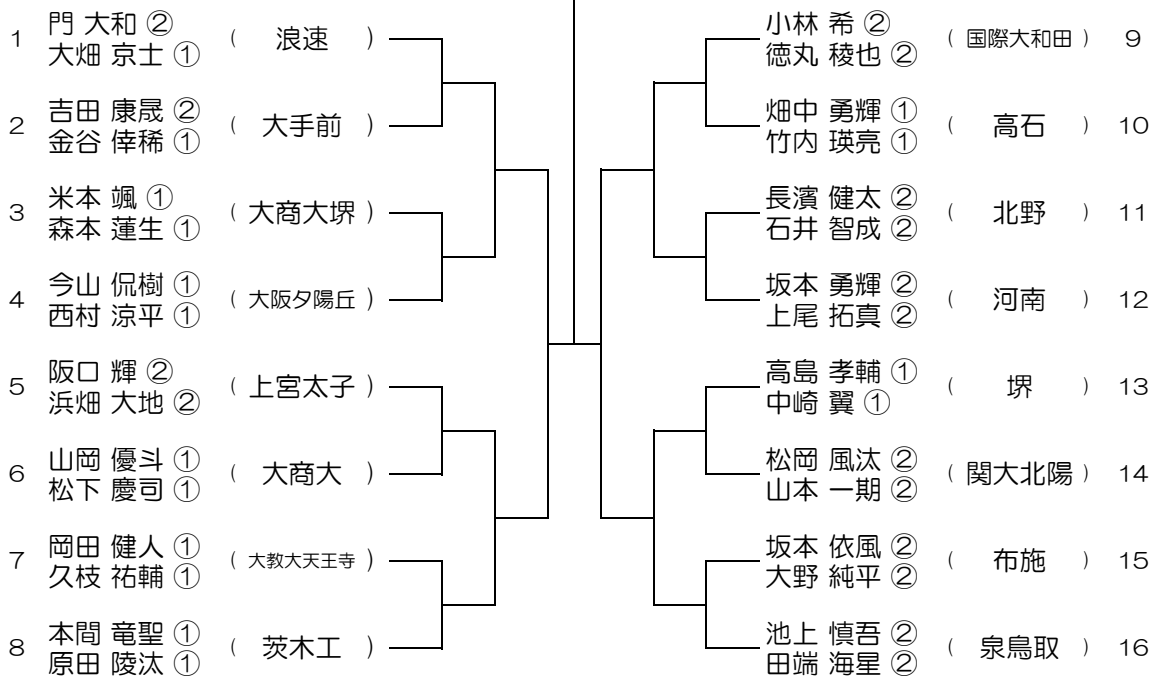 1 門 大和 ② ( 浪速 )
大畑 京士 ①
2 吉田 康晟 ② ( 大手前 )
金谷 倖稀 ①
3 米本 颯 ① ( 大商大堺 )
森本 蓮生 ①
4 今山 侃樹 ① ( 大阪夕陽丘 )
西村 涼平 ①
5 阪口 輝 ② ( 上宮太子 )
浜畑 大地 ②
6 山岡 優斗 ① ( 大商大 )
松下 慶司 ①
7 岡田 健人 ① ( 大教大天王寺 )
久枝 祐輔 ①
8 本間 竜聖 ① ( 茨木工 )
原田 陵汰 ①
小林 希 ② ( 国際大和田 ) 9
徳丸 稜也 ②
畑中 勇輝 ① ( 高石 ) 10
竹内 瑛亮 ①
長濱 健太 ② ( 北野 ) 11
石井 智成 ②
坂本 勇輝 ② ( 河南 ) 12
上尾 拓真 ②
高島 孝輔 ① ( 堺 ) 13
中崎 翼 ①
松岡 風汰 ② ( 関大北陽 ) 14
山本 一期 ②
坂本 依風 ② ( 布施 ) 15
大野 純平 ②
池上 慎吾 ② ( 泉鳥取 ) 16
田端 海星 ②